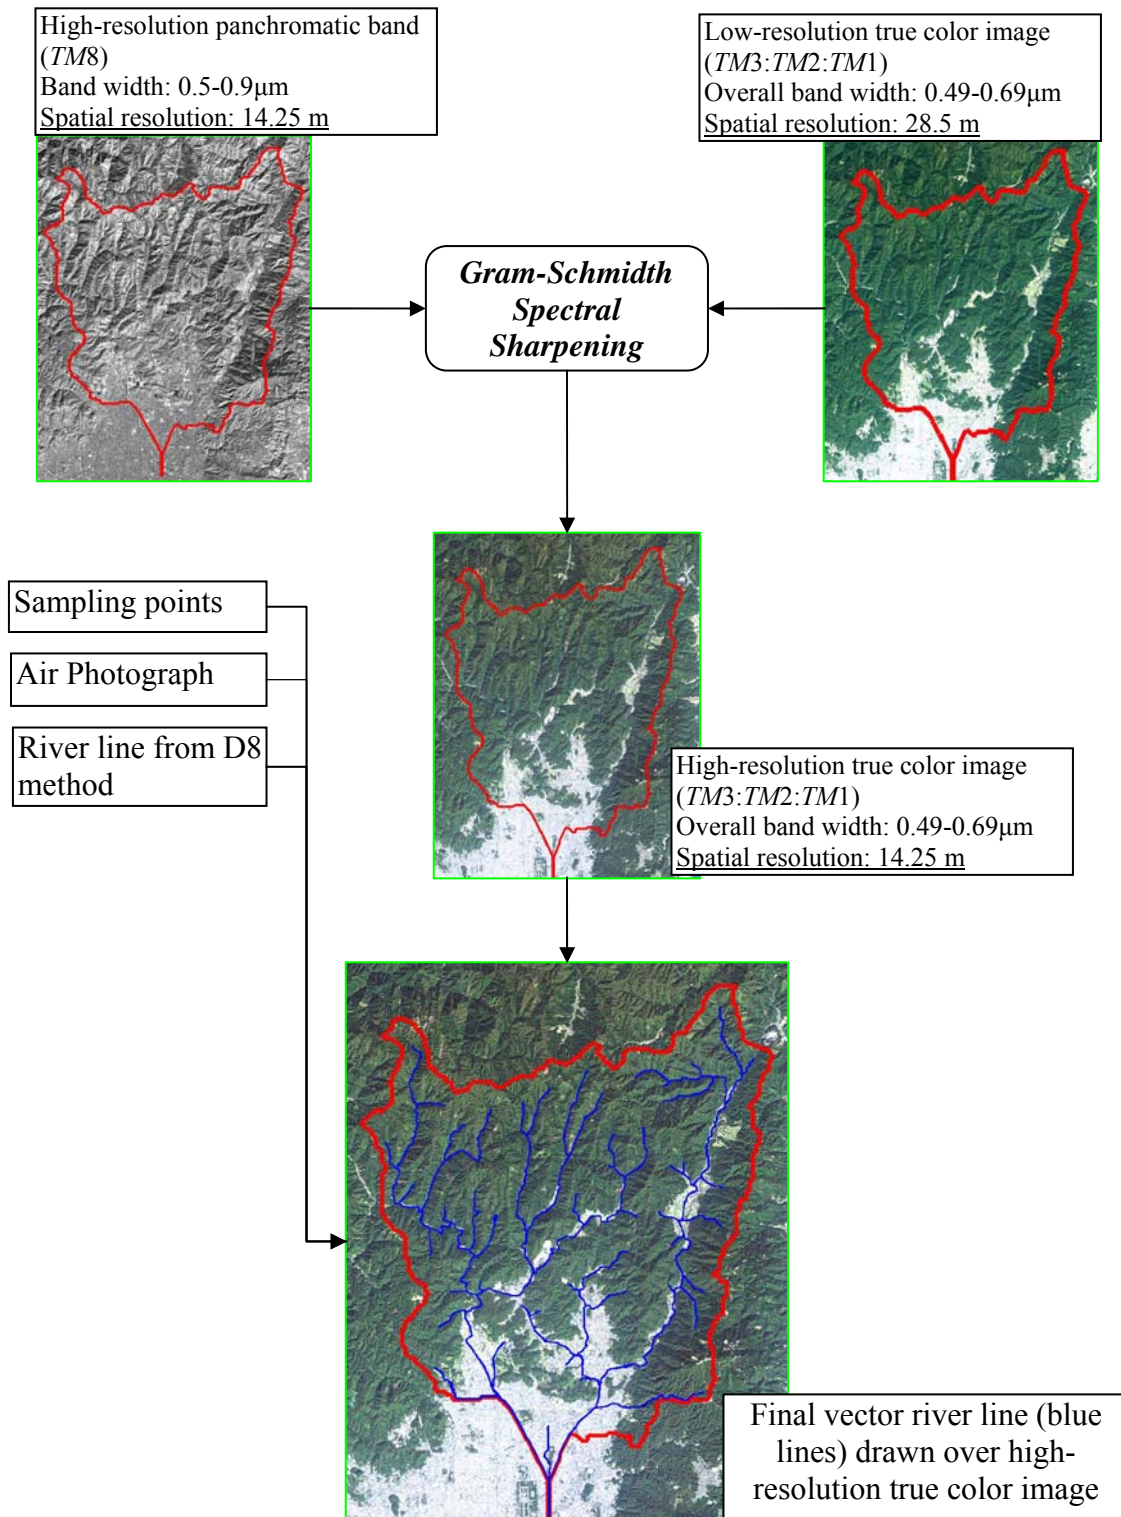 High-resolution panchromatic band
(TM8)
Band width: 0.5-0.9μm
Spatial resolution: 14.25 m
Low-resolution true color image
(TM3:TM2:TM1)
Overall band width: 0.49-0.69μm
Spatial resolution: 28.5 m
Gram-Schmidth
Spectral
Sharpening
Sampling points
Air Photograph
River line from D8
method
High-resolution true color image
(TM3:TM2:TM1)
Overall band width: 0.49-0.69μm
Spatial resolution: 14.25 m
Final vector river line (blue
lines) drawn over high-
resolution true color image